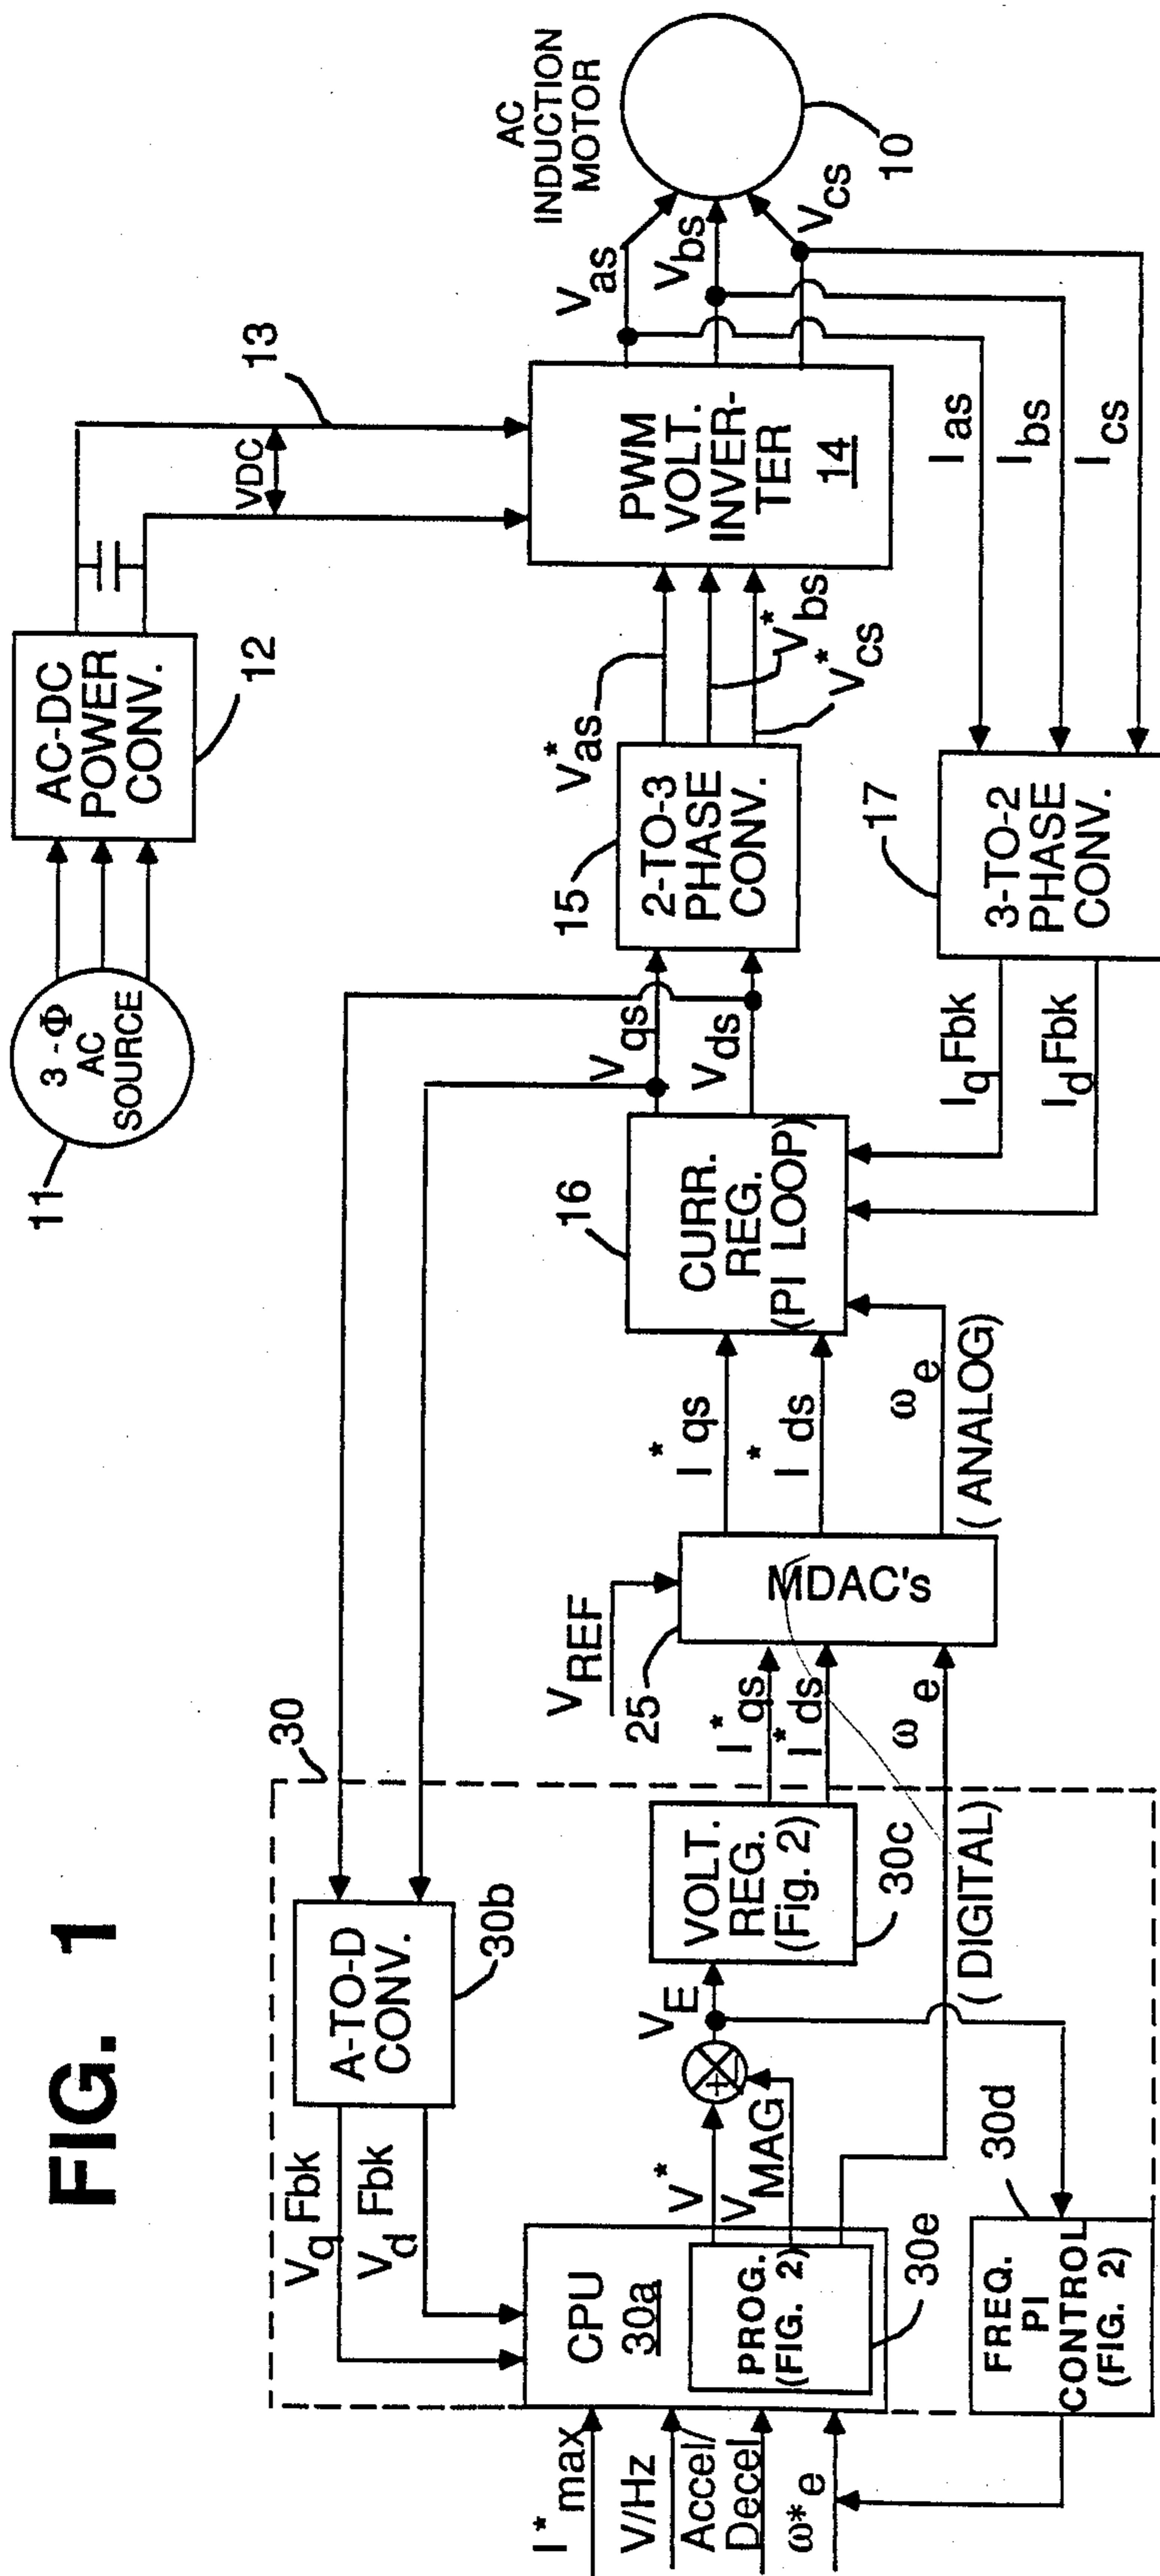 FIG. 1
11
3-Φ
AC
SOURCE
AC-DC
POWER
CONV.
12
VDC
13
AC
INDUCTION
MOTOR
10
30
A-TO-D
CONV.
30b
Vq Fbk
Vd Fbk
I*max
V/Hz
Accel/
Decel
ω*e
CPU
30a
PROG.
(FIG. 2)
30e
V*
VMAG
+
−
VE
VOLT.
REG.
(Fig. 2)
30c
FREQ.
PI
CONTROL
(FIG. 2)
30d
I*qs
I*ds
ωe
(DIGITAL)
VREF
25
MDAC's
I*qs
I*ds
ωe
(ANALOG)
16
CURR.
REG.
(PI LOOP)
Vqs
Vds
15
2-TO-3
PHASE
CONV.
V*as
V*bs
V*cs
PWM
VOLT.
INVER-
TER
14
Vas
Vbs
Vcs
Ias
Ibs
Ics
17
3-TO-2
PHASE
CONV.
Iq Fbk
Id Fbk